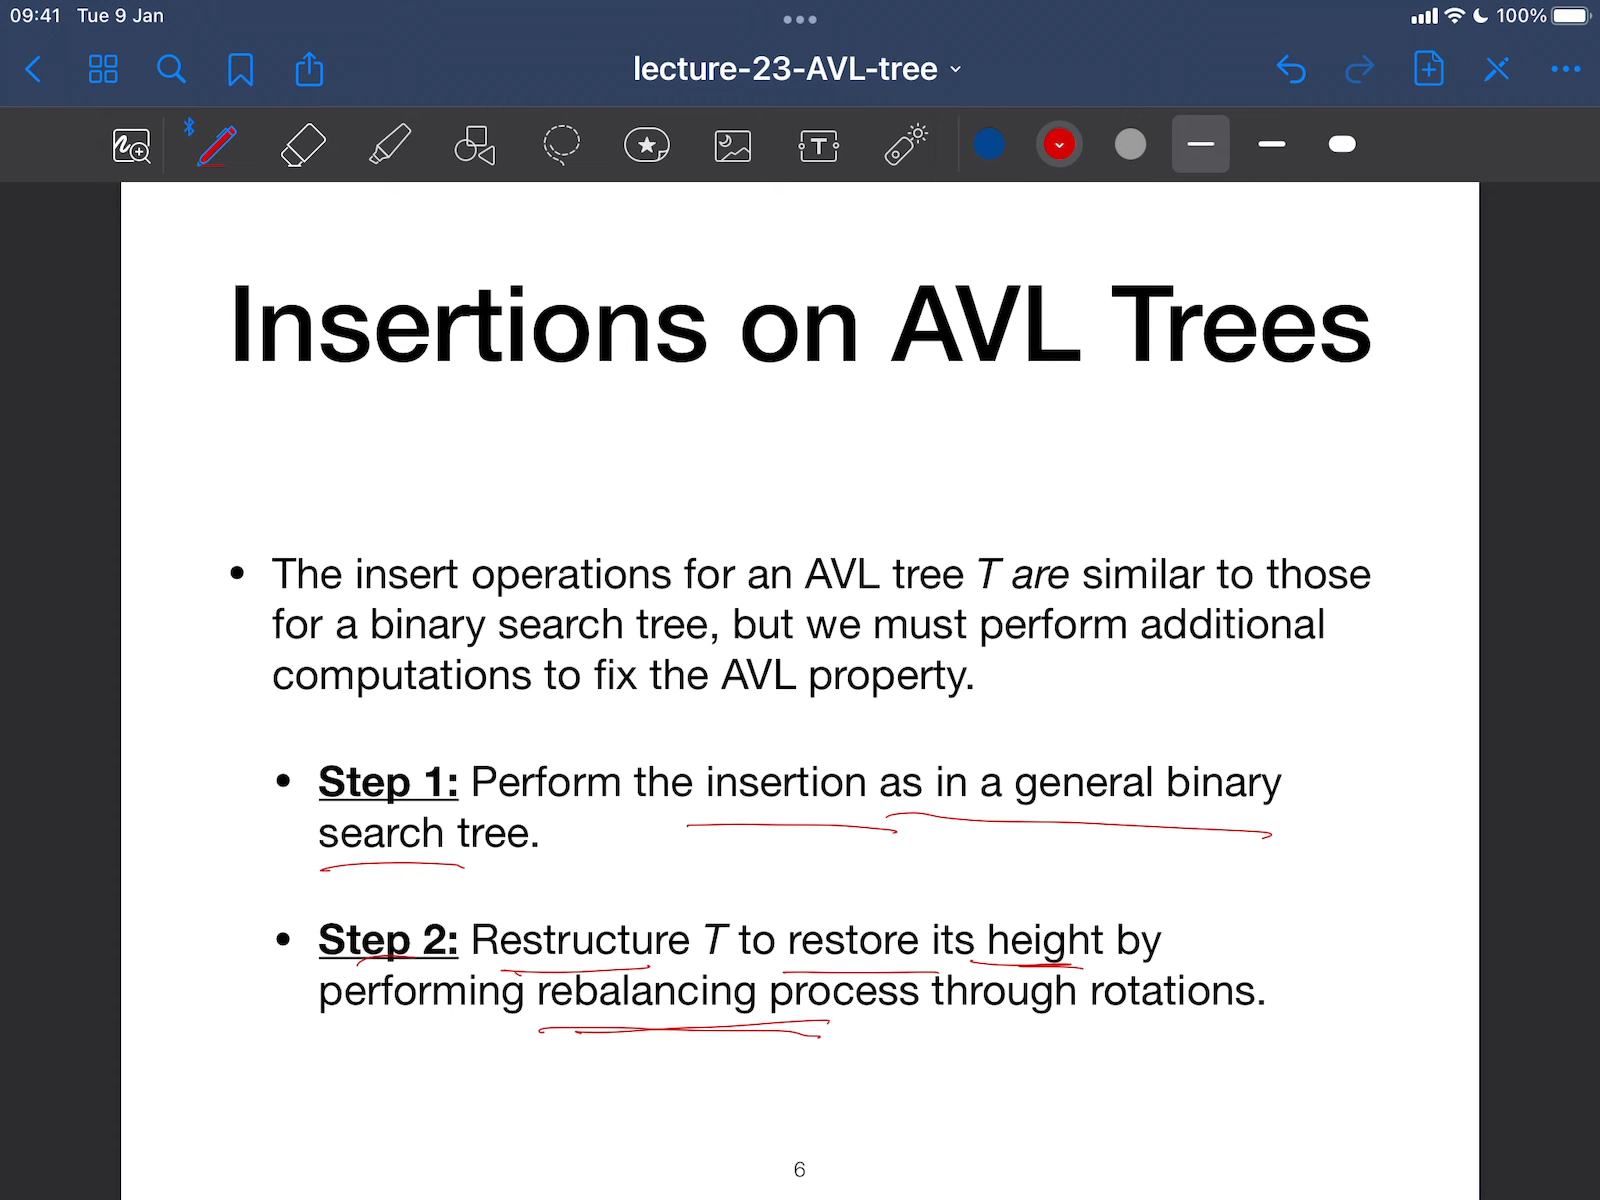 09:41 Tue 9 Jan
100%
lecture-23-AVL-tree
T
Insertions on AVL Trees
• The insert operations for an AVL tree T are similar to those
for a binary search tree, but we must perform additional
computations to fix the AVL property.
• Step 1: Perform the insertion as in a general binary
search tree.
• Step 2: Restructure T to restore its height by
performing rebalancing process through rotations.
6